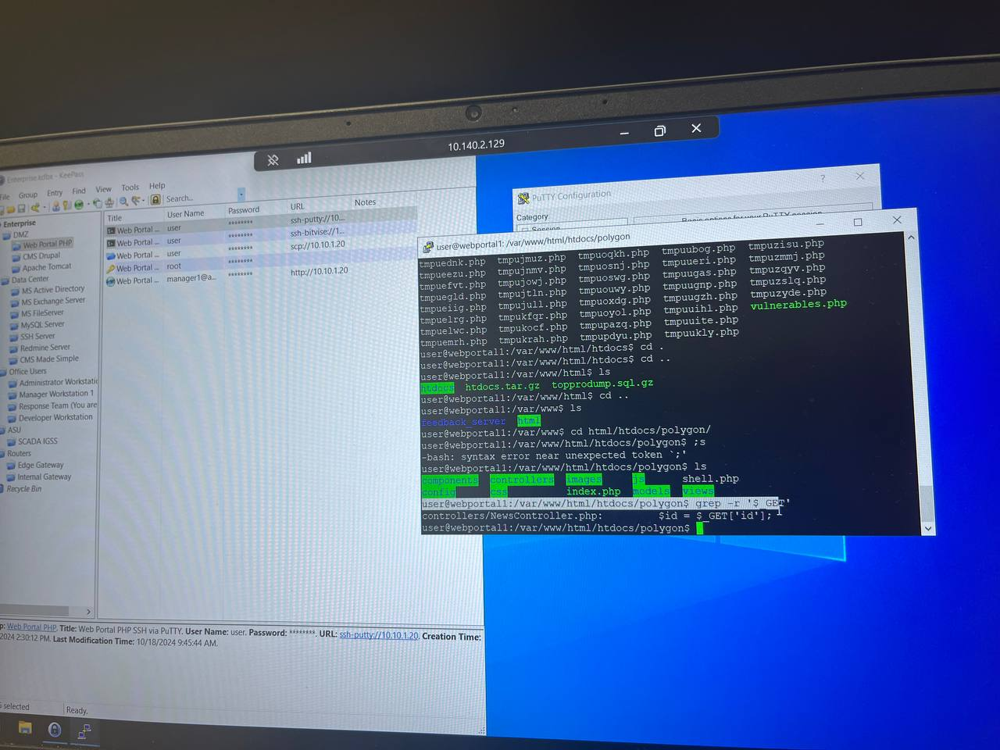 10.140.2.129
Enterprise.kdbx - KeePass
File Group Entry Find View Tools Help
Search...
Enterprise
DMZ
Web Portal PHP
CMS Drupal
Apache Tomcat
Data Center
MS Active Directory
MS Exchange Server
MS FileServer
MySQL Server
SSH Server
Redmine Server
CMS Made Simple
Office Users
Administrator Workstatic
Manager Workstation 1
Response Team (You are
Developer Workstation
ASU
SCADA IGSS
Routers
Edge Gateway
Internal Gateway
Recycle Bin
Title User Name Password URL Notes
Web Portal ... user ******** ssh-putty://10...
Web Portal ... user ******** ssh-bitvise://1...
Web Portal ... user ******** scp://10.10.1.20
Web Portal ... root ********
Web Portal ... manager1@a... ******** http://10.10.1.20
p: Web Portal PHP. Title: Web Portal PHP SSH via PuTTY. User Name: user. Password: ********. URL: ssh-putty://10.10.1.20. Creation Time:
2024 2:30:12 PM. Last Modification Time: 10/18/2024 9:45:44 AM.
selected Ready.
PuTTY Configuration
? 
Category:
Session
Basic options for your PuTTY session
user@webportal1: /var/www/html/htdocs/polygon
tmpuednk.php tmpujmuz.php tmpuoqkh.php tmpuubog.php tmpuzisu.php
tmpueezu.php tmpujnmv.php tmpuosnj.php tmpuueri.php tmpuzmmj.php
tmpuefvt.php tmpujowj.php tmpuoswg.php tmpuugas.php tmpuzqyv.php
tmpuegld.php tmpujtln.php tmpuouwy.php tmpuugnp.php tmpuzslq.php
tmpueiig.php tmpujull.php tmpuoxdg.php tmpuugzh.php tmpuzyde.php
tmpuelrg.php tmpukfqr.php tmpuoyol.php tmpuuihl.php vulnerables.php
tmpuelwc.php tmpukocf.php tmpupazq.php tmpuuite.php
tmpuemrh.php tmpukrah.php tmpupdyu.php tmpuukly.php
user@webportal1:/var/www/html/htdocs$ cd .
user@webportal1:/var/www/html/htdocs$ cd ..
user@webportal1:/var/www/html$ ls
htdocs htdocs.tar.gz topprodump.sql.gz
user@webportal1:/var/www/html$ cd ..
user@webportal1:/var/www$ ls
feedback_server html
user@webportal1:/var/www$ cd html/htdocs/polygon/
user@webportal1:/var/www/html/htdocs/polygon$ ;s
-bash: syntax error near unexpected token `;'
user@webportal1:/var/www/html/htdocs/polygon$ ls
components controllers images js shell.php
config css index.php models views
user@webportal1:/var/www/html/htdocs/polygon$ grep -r '$_GET'
controllers/NewsController.php: $id = $_GET['id'];
user@webportal1:/var/www/html/htdocs/polygon$